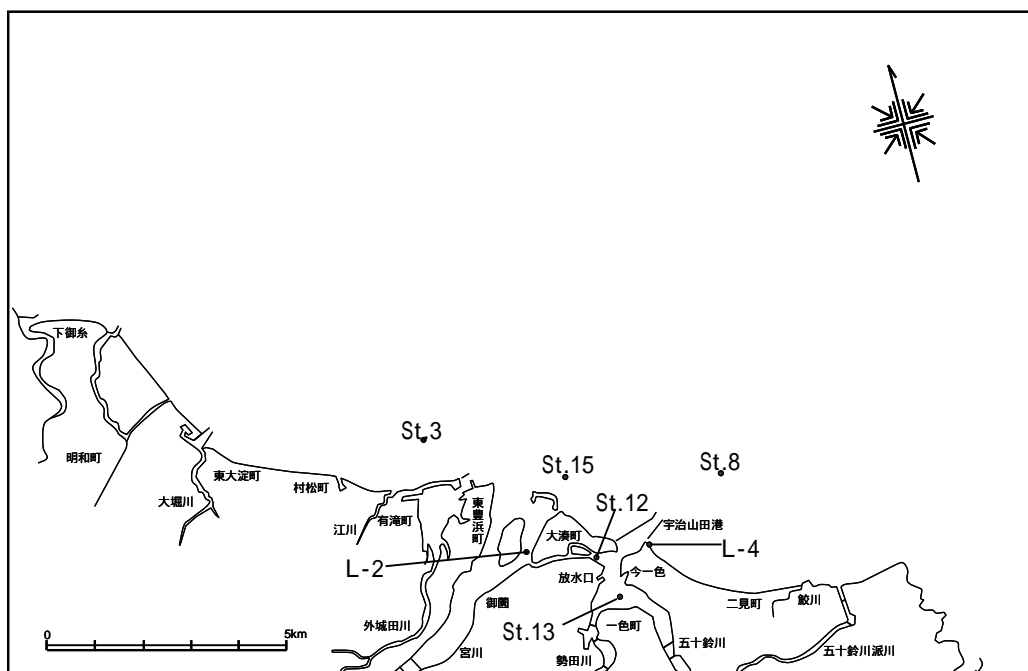 下御糸
St.3
明和町
St.15
St.8
東大淀町
村松町
大堀川
St.12
東豊浜町
江川
有滝町
大湊町
宇治山田港
L-4
L-2
放水口
今一色
御薗
二見町
鮫川
外城田川
St.13
一色町
0
5km
宮川
勢田川
五十鈴川
五十鈴川派川